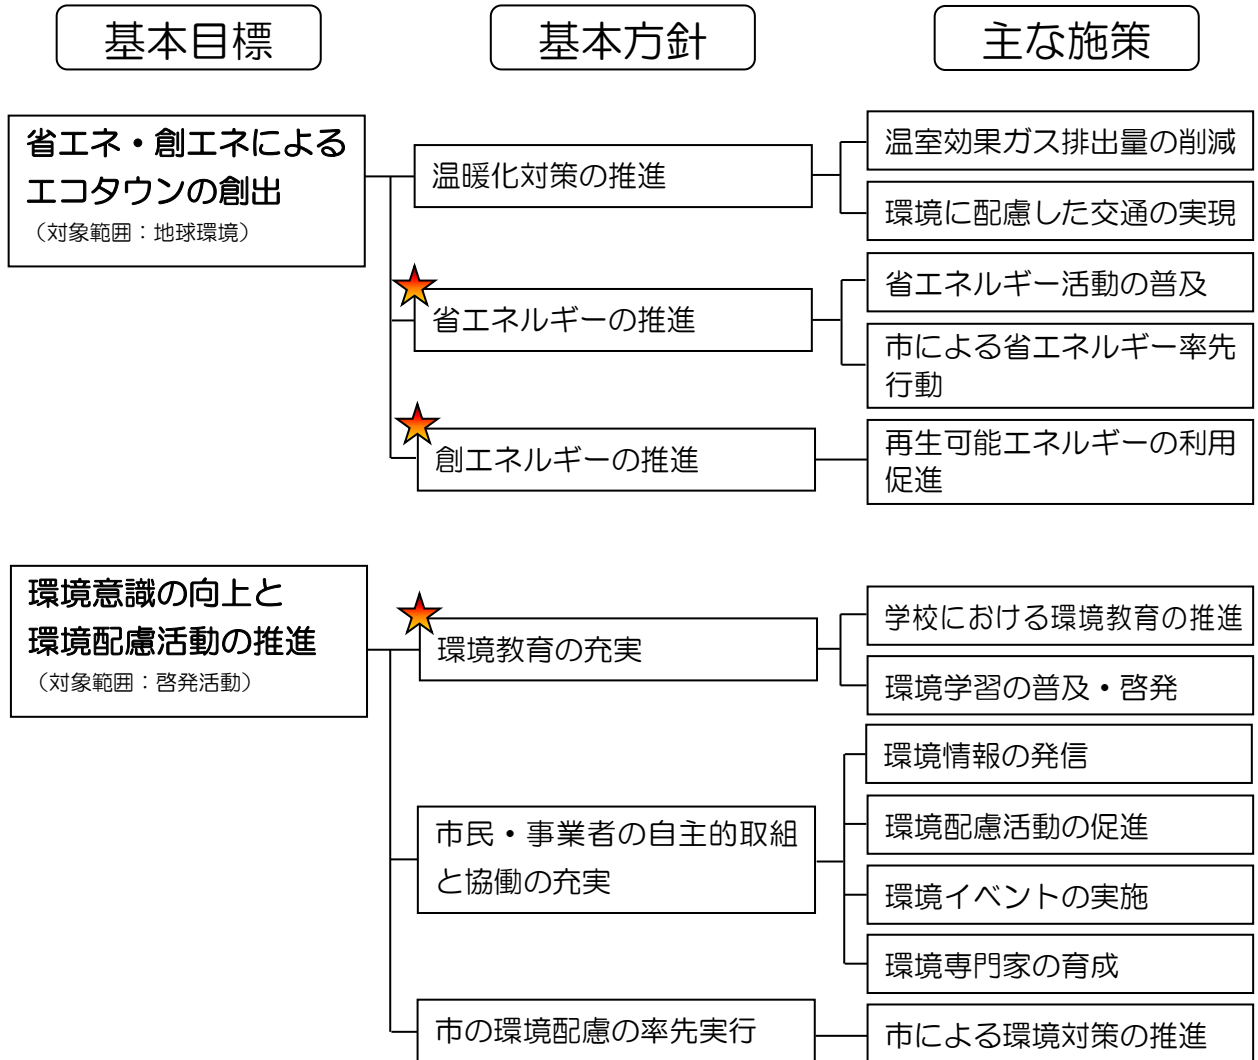 基本目標
基本方針
主な施策
省エネ・創エネによる
エコタウンの創出
（対象範囲：地球環境）
温暖化対策の推進
温室効果ガス排出量の削減
環境に配慮した交通の実現
省エネルギーの推進
省エネルギー活動の普及
市による省エネルギー率先
行動
創エネルギーの推進
再生可能エネルギーの利用
促進
環境意識の向上と
環境配慮活動の推進
（対象範囲：啓発活動）
環境教育の充実
学校における環境教育の推進
環境学習の普及・啓発
市民・事業者の自主的取組
と協働の充実
環境情報の発信
環境配慮活動の促進
環境イベントの実施
環境専門家の育成
市の環境配慮の率先実行
市による環境対策の推進